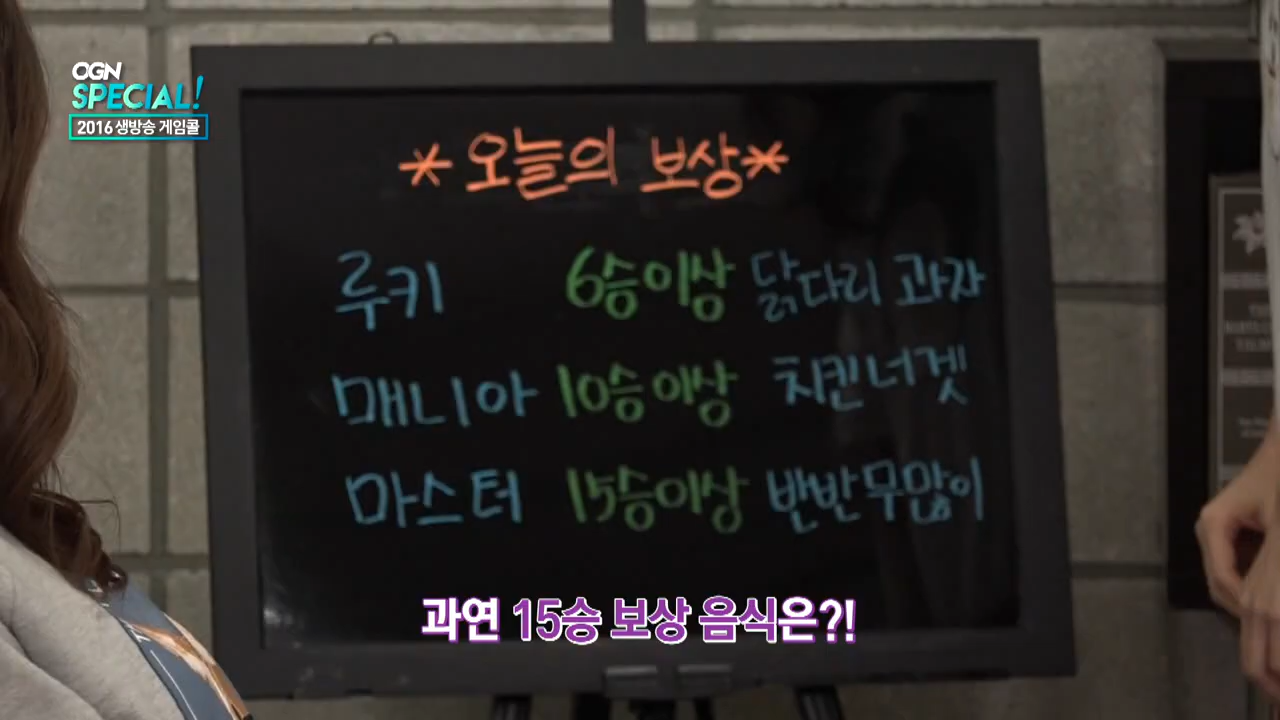 OGN
SPECIAL!
2016 생방송 게임콜
*오늘의 보상*
루키 6승이상 닭다리 과자
매니아 10승이상 치킨너겟
마스터 15승이상 반반무많이
과연 15승 보상 음식은?!